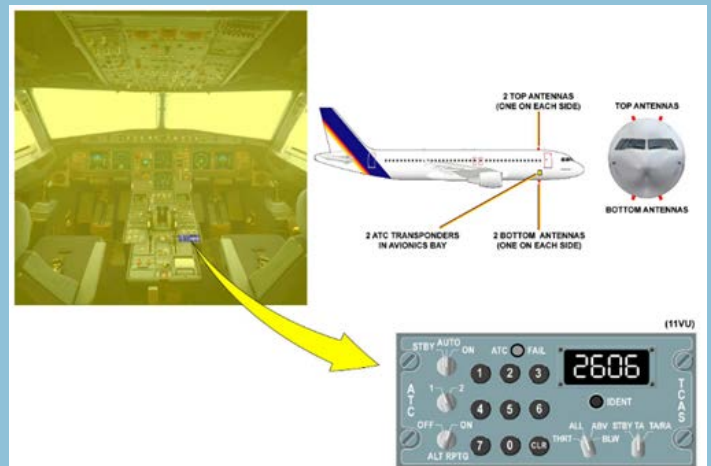 2 TOP ANTENNAS
(ONE ON EACH SIDE)
TOP ANTENNAS
BOTTOM ANTENNAS
2 ATC TRANSPONDERS
IN AVIONICS BAY
2 BOTTOM ANTENNAS
(ONE ON EACH SIDE)
(11VU)
STBY AUTO ON
ATC FAIL
2606
1 2 3
ATC
1 2
IDENT
TCAS
4 5 6
OFF ON
ALL ABV STBY TA TA/RA
THRT BLW
7 0 CLR
ALT RPTG